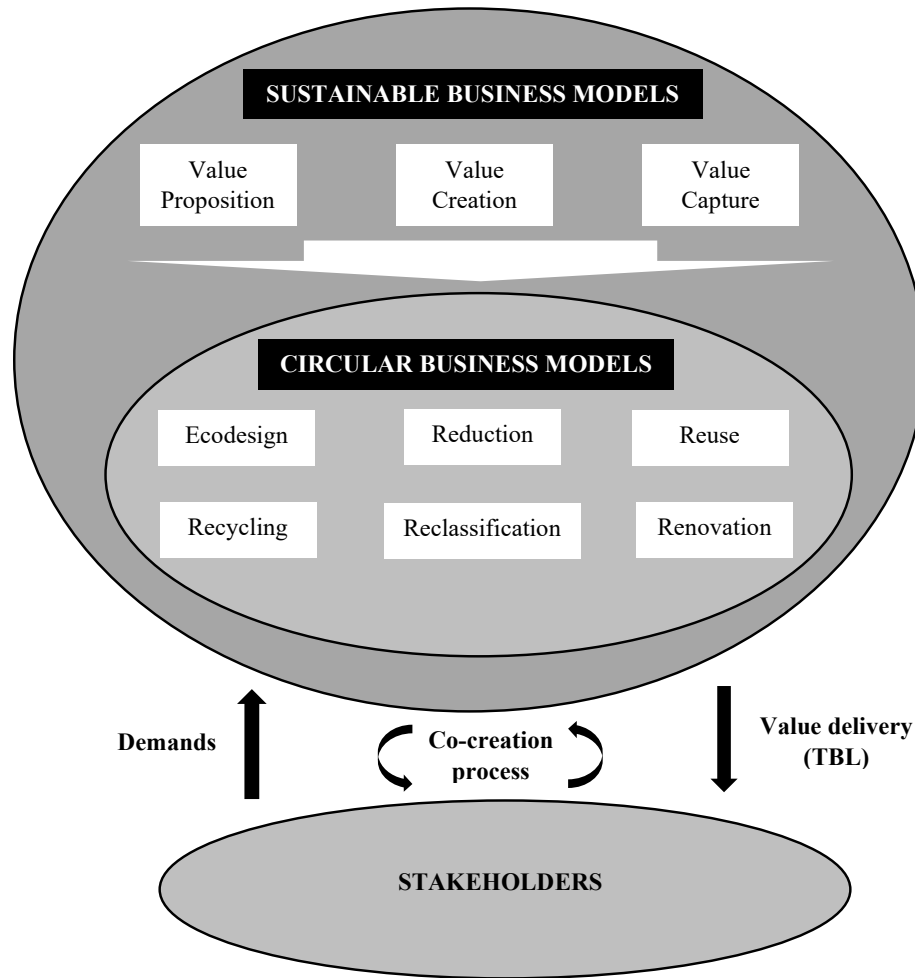 SUSTAINABLE BUSINESS MODELS
Value
Proposition
Value
Creation
Value
Capture
CIRCULAR BUSINESS MODELS
Ecodesign
Reduction
Reuse
Recycling
Reclassification
Renovation
Demands
Co-creation
process
Value delivery
(TBL)
STAKEHOLDERS